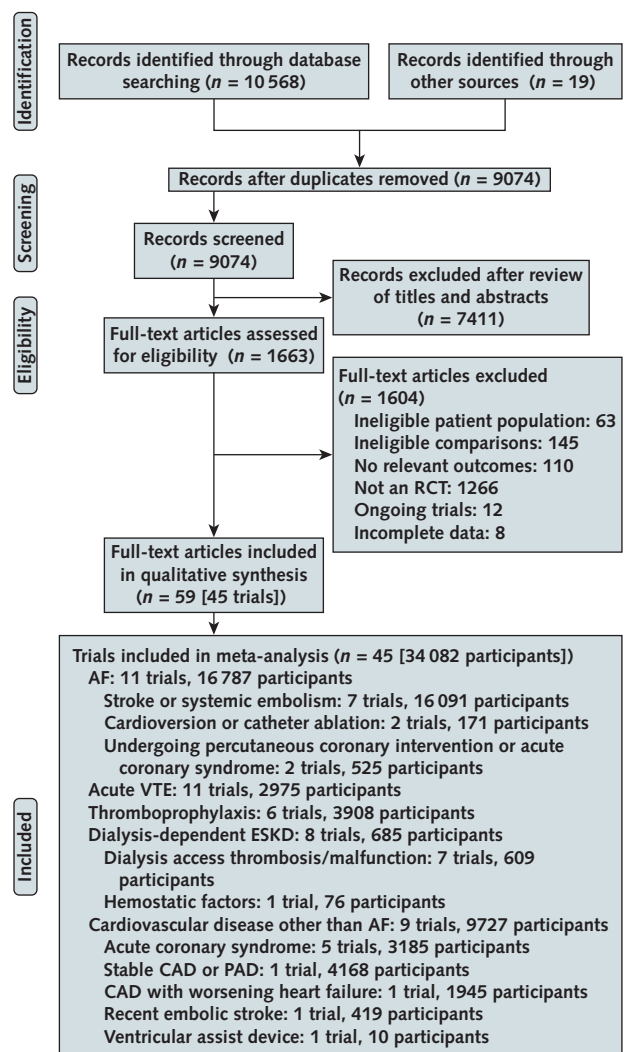 Identification
Records identified through database
searching (n = 10 568)
Records identified through
other sources (n = 19)
Records after duplicates removed (n = 9074)
Screening
Records screened
(n = 9074)
Records excluded after review
of titles and abstracts
(n = 7411)
Eligibility
Full-text articles assessed
for eligibility (n = 1663)
Full-text articles excluded
(n = 1604)
Ineligible patient population: 63
Ineligible comparisons: 145
No relevant outcomes: 110
Not an RCT: 1266
Ongoing trials: 12
Incomplete data: 8
Full-text articles included
in qualitative synthesis
(n = 59 [45 trials])
Included
Trials included in meta-analysis (n = 45 [34 082 participants])
AF: 11 trials, 16 787 participants
Stroke or systemic embolism: 7 trials, 16 091 participants
Cardioversion or catheter ablation: 2 trials, 171 participants
Undergoing percutaneous coronary intervention or acute
coronary syndrome: 2 trials, 525 participants
Acute VTE: 11 trials, 2975 participants
Thromboprophylaxis: 6 trials, 3908 participants
Dialysis-dependent ESKD: 8 trials, 685 participants
Dialysis access thrombosis/malfunction: 7 trials, 609
participants
Hemostatic factors: 1 trial, 76 participants
Cardiovascular disease other than AF: 9 trials, 9727 participants
Acute coronary syndrome: 5 trials, 3185 participants
Stable CAD or PAD: 1 trial, 4168 participants
CAD with worsening heart failure: 1 trial, 1945 participants
Recent embolic stroke: 1 trial, 419 participants
Ventricular assist device: 1 trial, 10 participants